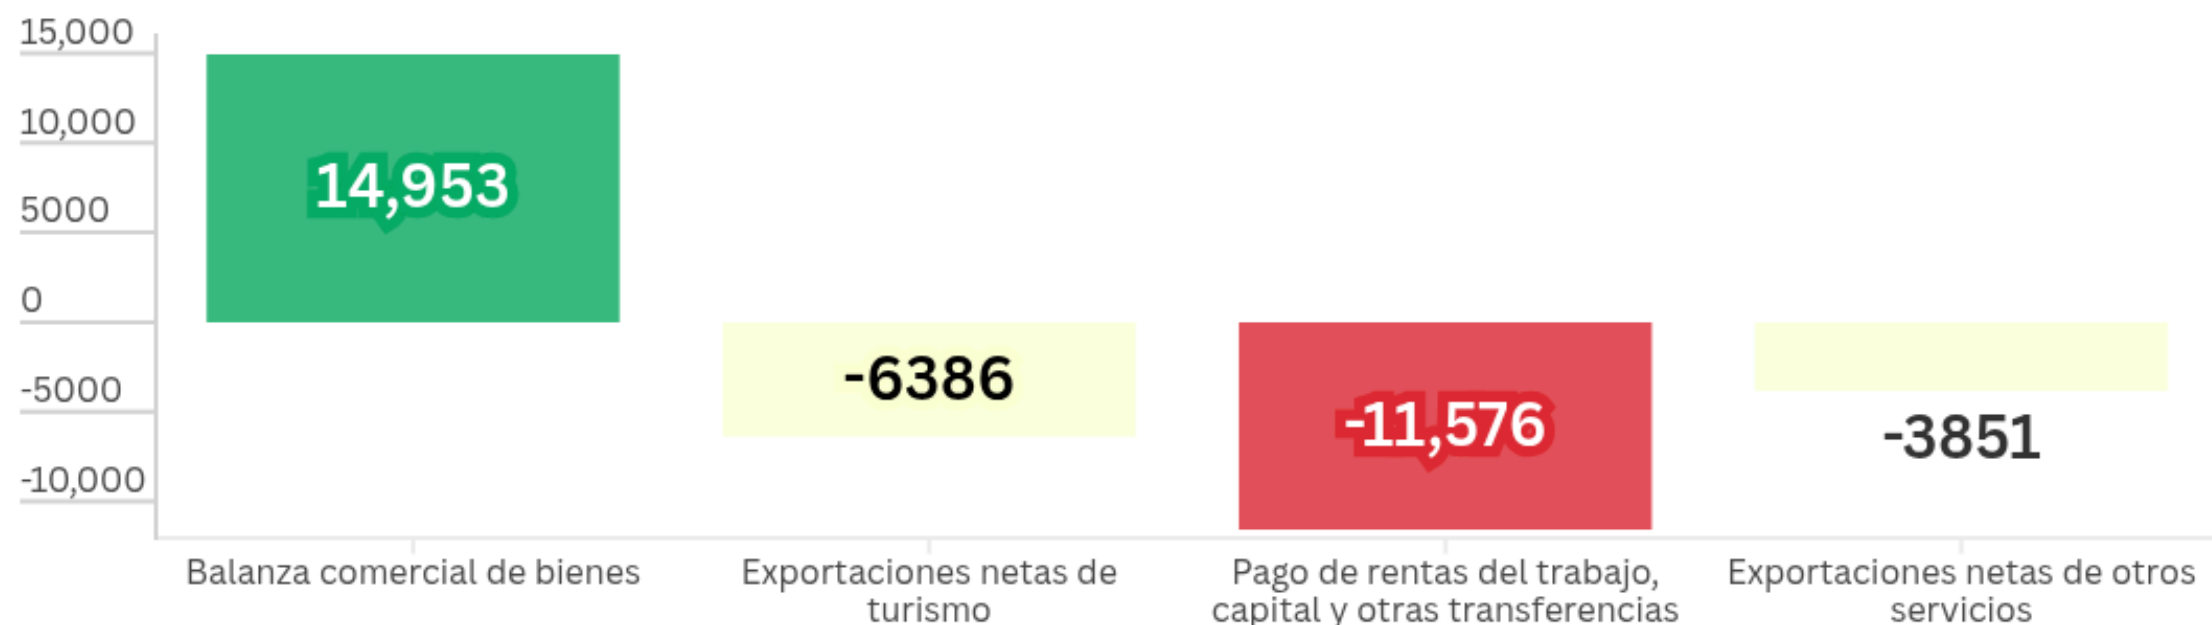 15,000
10,000
5000
0
-5000
-10,000
14,953
-6386
-11,576
-3851
Balanza comercial de bienes
Exportaciones netas de
turismo
Pago de rentas del trabajo,
capital y otras transferencias
Exportaciones netas de otros
servicios